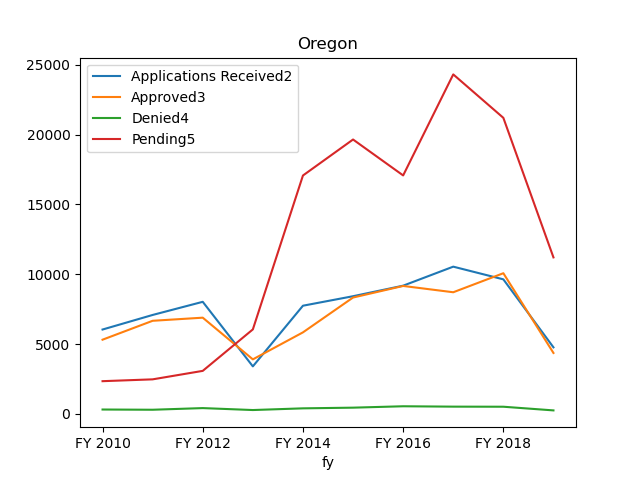 Oregon
25000
20000
15000
10000
5000
0
Applications Received2
Approved3
Denied4
Pending5
FY 2010 FY 2012 FY 2014 FY 2016 FY 2018
fy